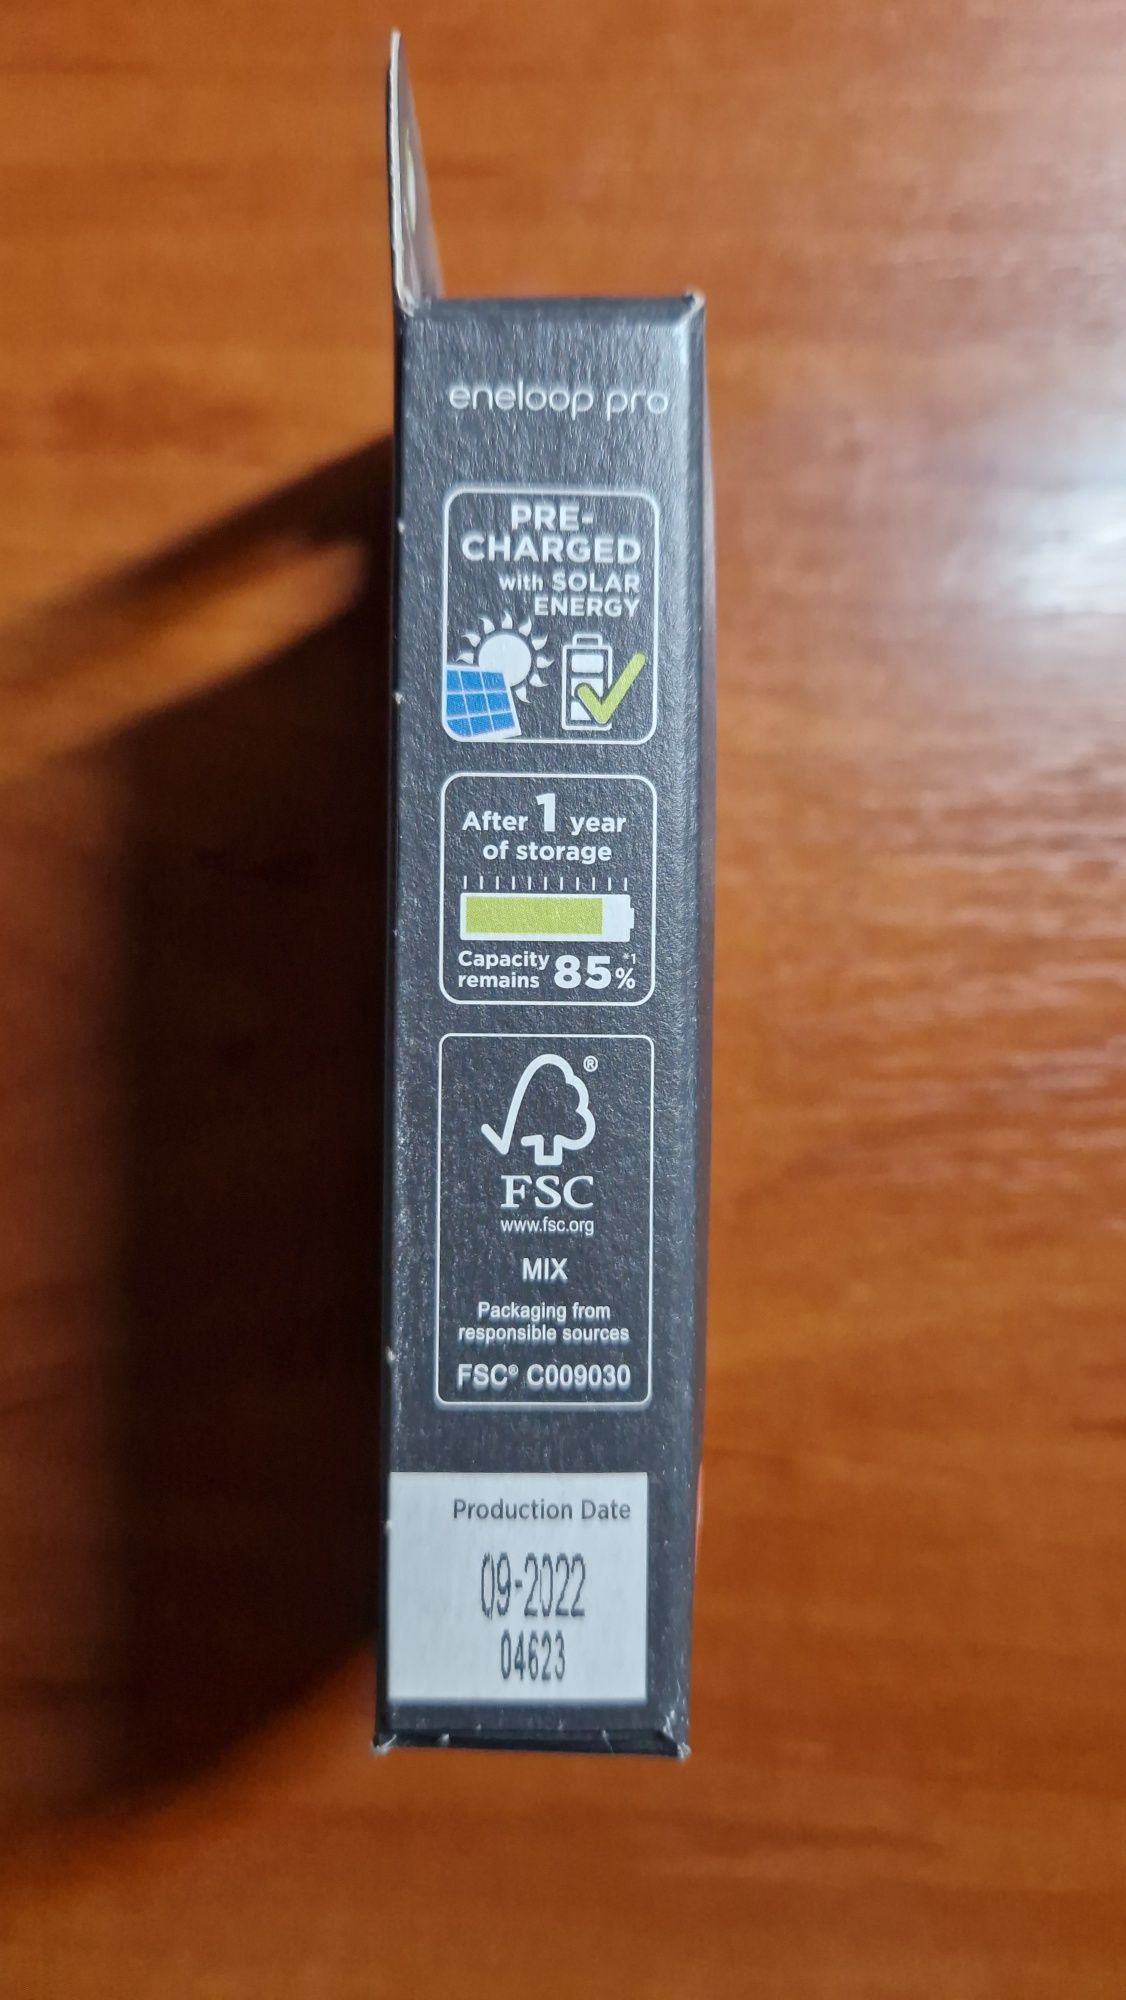 eneloop pro
PRE-
CHARGED
with SOLAR
ENERGY
After 1 year
of storage
Capacity
remains 85%*1
®
FSC
www.fsc.org
MIX
Packaging from
responsible sources
FSC® C009030
Production Date
09-2022
04623